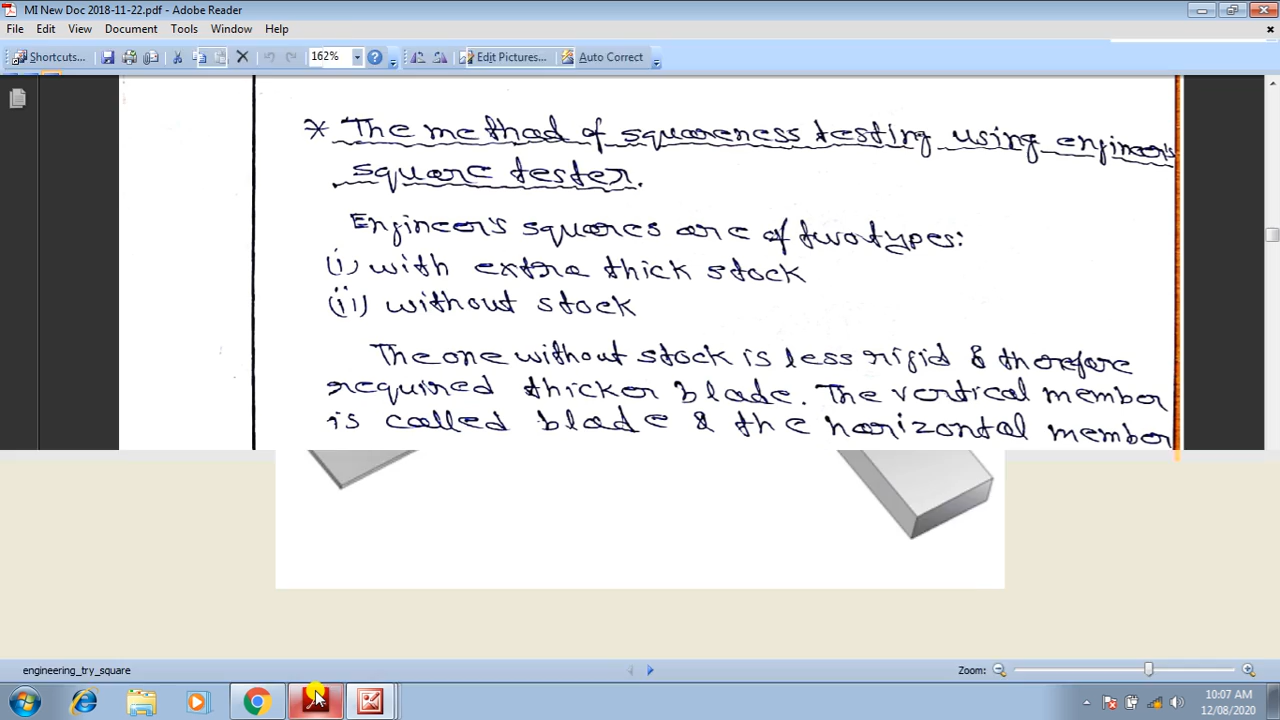 MI New Doc 2018-11-22.pdf - Adobe Reader
File Edit View Document Tools Window Help
Shortcuts... 162% Edit Pictures... Auto Correct
* The method of squareness testing using engineer's
square tester.
Engineer's squares are of two types:
(i) with extra thick stock
(ii) without stock
The one without stock is less rigid & therefore
required thicker blade. The vertical member
is called blade & the horizontal member
engineering_try_square Zoom:
10:07 AM
12/08/2020